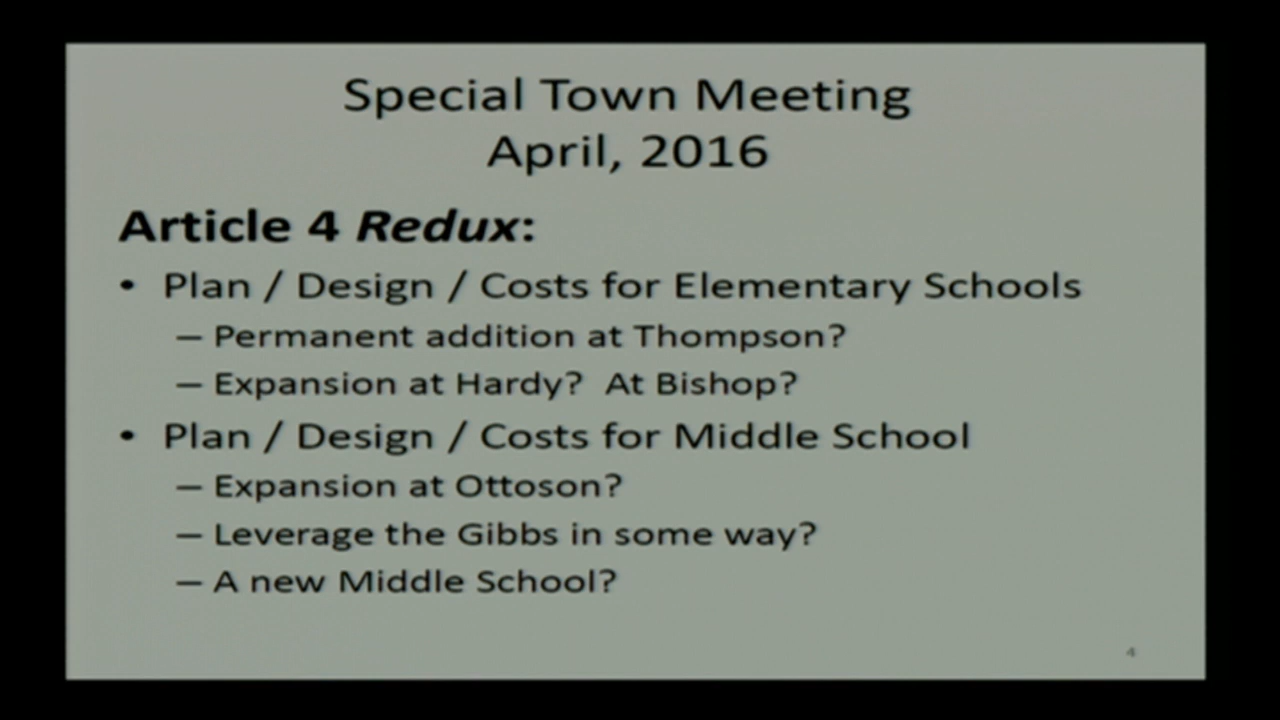 Special Town Meeting
April, 2016
Article 4 Redux:
• Plan / Design / Costs for Elementary Schools
– Permanent addition at Thompson?
– Expansion at Hardy? At Bishop?
• Plan / Design / Costs for Middle School
– Expansion at Ottoson?
– Leverage the Gibbs in some way?
– A new Middle School?
4